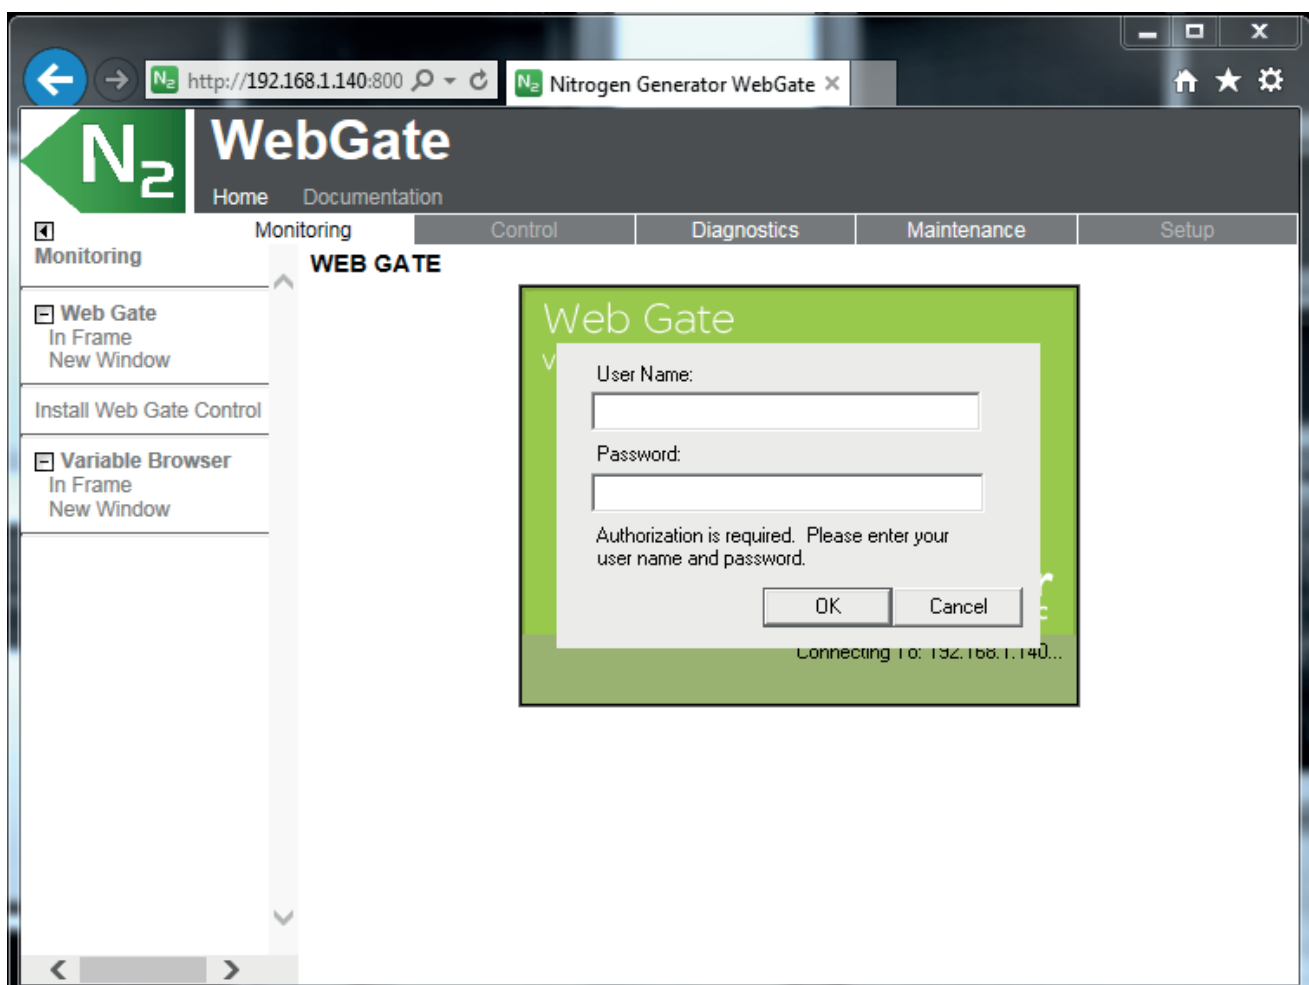 http://192.168.1.140:800
N2 Nitrogen Generator WebGate
N2
WebGate
Home Documentation
Monitoring Control Diagnostics Maintenance Setup
Monitoring
WEB GATE
Web Gate
In Frame
New Window
Install Web Gate Control
Variable Browser
In Frame
New Window
Web Gate
User Name:
Password:
Authorization is required. Please enter your
user name and password.
OK Cancel
Connecting To: 192.168.1.140...